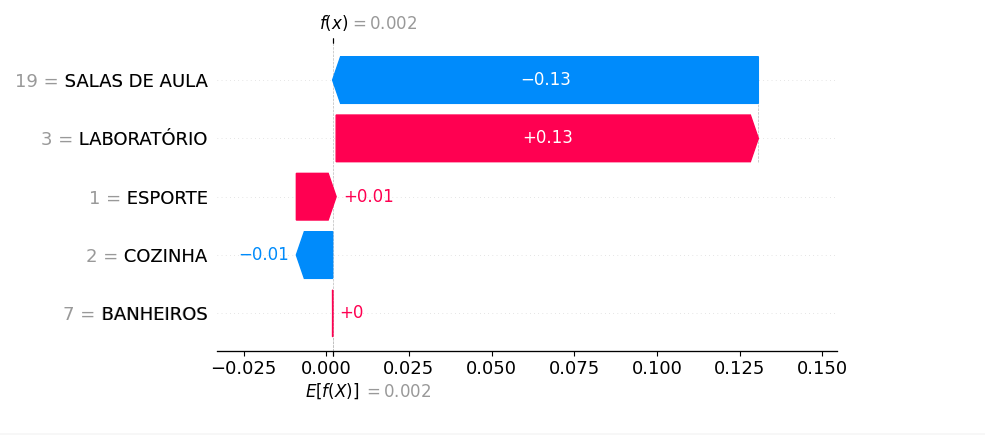 f(x) = 0.002
19 = SALAS DE AULA
−0.13
3 = LABORATÓRIO
+0.13
1 = ESPORTE
+0.01
2 = COZINHA
−0.01
7 = BANHEIROS
+0
−0.025 0.000 0.025 0.050 0.075 0.100 0.125 0.150
E[f(X)] = 0.002